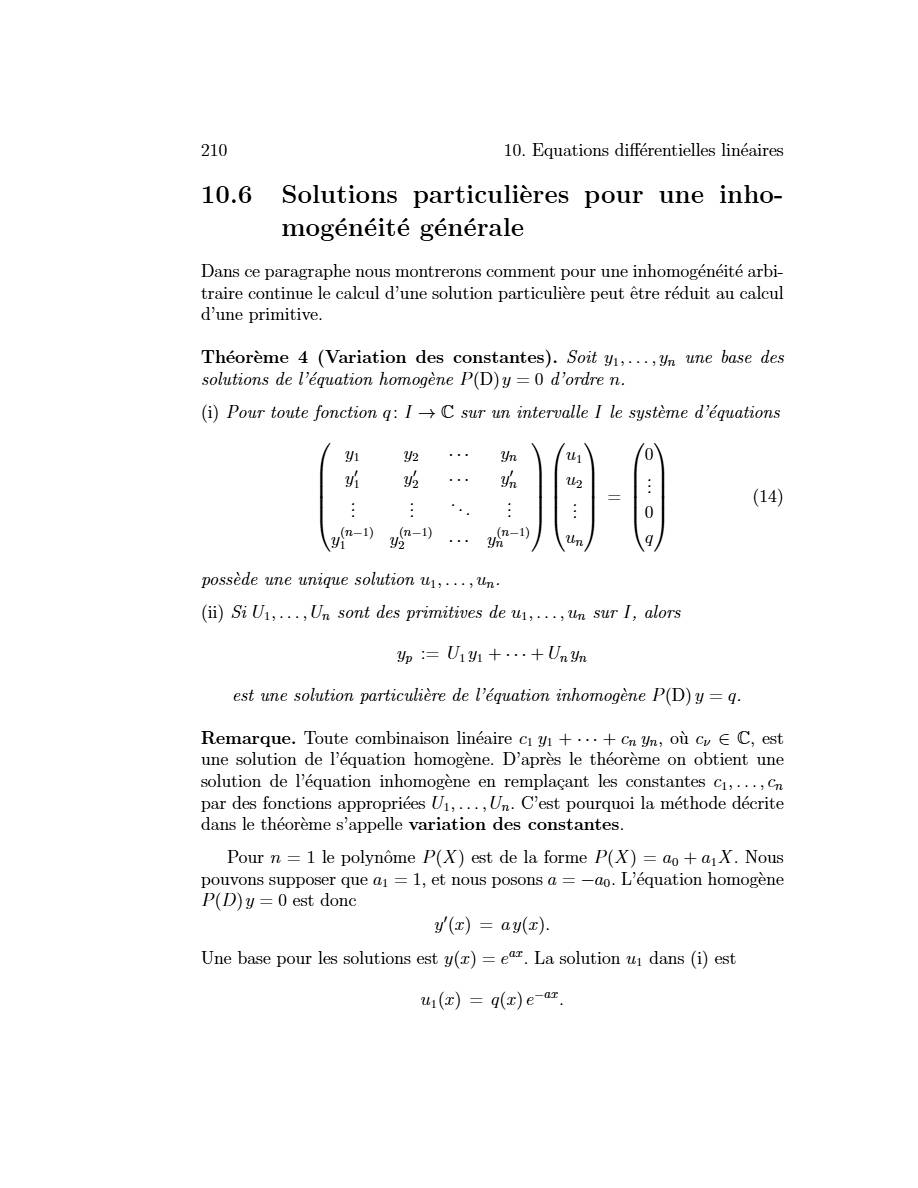 210 10. Equations différentielles linéaires
10.6 Solutions particulières pour une inho-
mogénéité générale
Dans ce paragraphe nous montrerons comment pour une inhomogénéité arbi-
traire continue le calcul d'une solution particulière peut être réduit au calcul
d'une primitive.
Théorème 4 (Variation des constantes). Soit y₁, . . . , yₙ une base des
solutions de l'équation homogène P(D)y = 0 d'ordre n.
(i) Pour toute fonction q : I → ℂ sur un intervalle I le système d'équations
y₁ y₂ ⋯ yₙ u₁ 0
y′₁ y′₂ ⋯ y′ₙ u₂ ⋮
⋮ ⋮ ⋱ ⋮ ⋮ = 0 (14)
y₁⁽ⁿ⁻¹⁾ y₂⁽ⁿ⁻¹⁾ ⋯ yₙ⁽ⁿ⁻¹⁾ uₙ q
possède une unique solution u₁, . . . , uₙ.
(ii) Si U₁, . . . , Uₙ sont des primitives de u₁, . . . , uₙ sur I, alors
yₚ := U₁y₁ + ⋯ + Uₙyₙ
est une solution particulière de l'équation inhomogène P(D) y = q.
Remarque. Toute combinaison linéaire c₁ y₁ + ⋯ + cₙ yₙ, où cᵥ ∈ ℂ, est
une solution de l'équation homogène. D'après le théorème on obtient une
solution de l'équation inhomogène en remplaçant les constantes c₁, . . . , cₙ
par des fonctions appropriées U₁, . . . , Uₙ. C'est pourquoi la méthode décrite
dans le théorème s'appelle variation des constantes.
Pour n = 1 le polynôme P(X) est de la forme P(X) = a₀ + a₁X. Nous
pouvons supposer que a₁ = 1, et nous posons a = −a₀. L'équation homogène
P(D)y = 0 est donc
y′(x) = a y(x).
Une base pour les solutions est y(x) = eᵃˣ. La solution u₁ dans (i) est
u₁(x) = q(x) e⁻ᵃˣ.